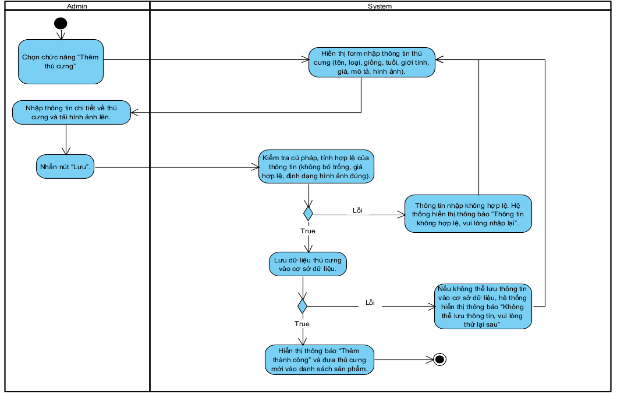 Admin
System
Chọn chức năng "Thêm
thú cưng"
Hiển thị form nhập thông tin thú
cưng (tên, loại, giống, tuổi, giới tính,
giá, mô tả, hình ảnh).
Nhập thông tin chi tiết về thú
cưng và tải hình ảnh lên.
Nhấn nút "Lưu".
Kiểm tra cú pháp, tính hợp lệ của
thông tin (không bỏ trống, giá
hợp lệ, định dạng hình ảnh đúng).
Lỗi
Thông tin nhập không hợp lệ. Hệ
thống hiển thị thông báo "Thông tin
không hợp lệ, vui lòng nhập lại".
True
Lưu dữ liệu thú cưng
vào cơ sở dữ liệu.
Lỗi
Nếu không thể lưu thông tin
vào cơ sở dữ liệu, hệ thống
hiển thị thông báo "Không
thể lưu thông tin, vui lòng
thử lại sau"
True
Hiển thị thông báo "Thêm
thành công" và đưa thú cưng
mới vào danh sách sản phẩm.